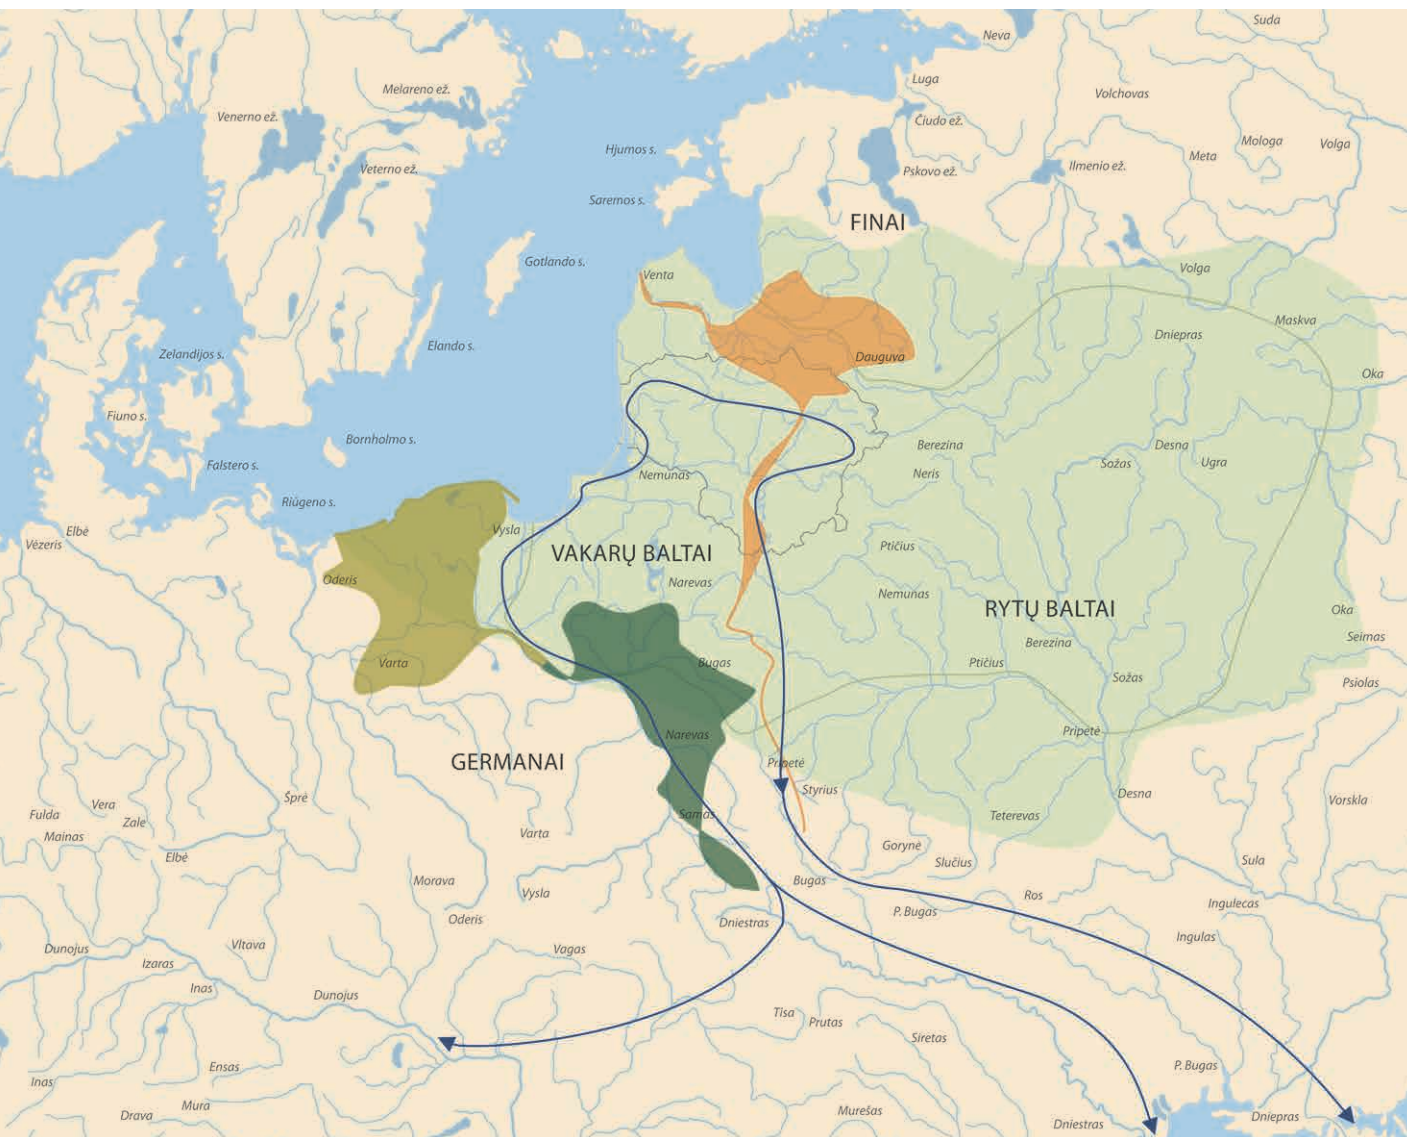 Suda
Neva
Luga
Melareno ež.
Volchovas
Venerno ež.
Čiudo ež.
Mologa
Volga
Hjumos s.
Meta
Ilmenio ež.
Veterno ež.
Pskovo ež.
Saremos s.
FINAI
Gotlando s.
Venta
Volga
Maskva
Dniepras
Elando s.
Zelandijos s.
Dauguva
Oka
Fiuno s.
Bornholmo s.
Berezina
Desna
Falstero s.
Nemunas
Neris
Sožas
Ugra
Riùgeno s.
Vysla
Elbė
Vėzeris
VAKARŲ BALTAI
Ptičius
Oderis
Narevas
Nemunas
RYTŲ BALTAI
Oka
Seimas
Berezina
Varta
Bugas
Ptičius
Sožas
Psiolas
Narevas
Pripetė
GERMANAI
Pripetė
Styrius
Šprė
Desna
Vera
Vorskla
Fulda
Zale
Samas
Teterevas
Mainas
Varta
Gorynė
Elbė
Slučius
Sula
Morava
Bugas
Vysla
Ros
Ingulecas
Oderis
P. Bugas
Dniestras
Ingulas
Dunojus
Vltava
Vagas
Izaras
Inas
Dunojus
Tisa
Prutas
Siretas
Ensas
P. Bugas
Inas
Mura
Murešas
Drava
Dniestras
Dniepras